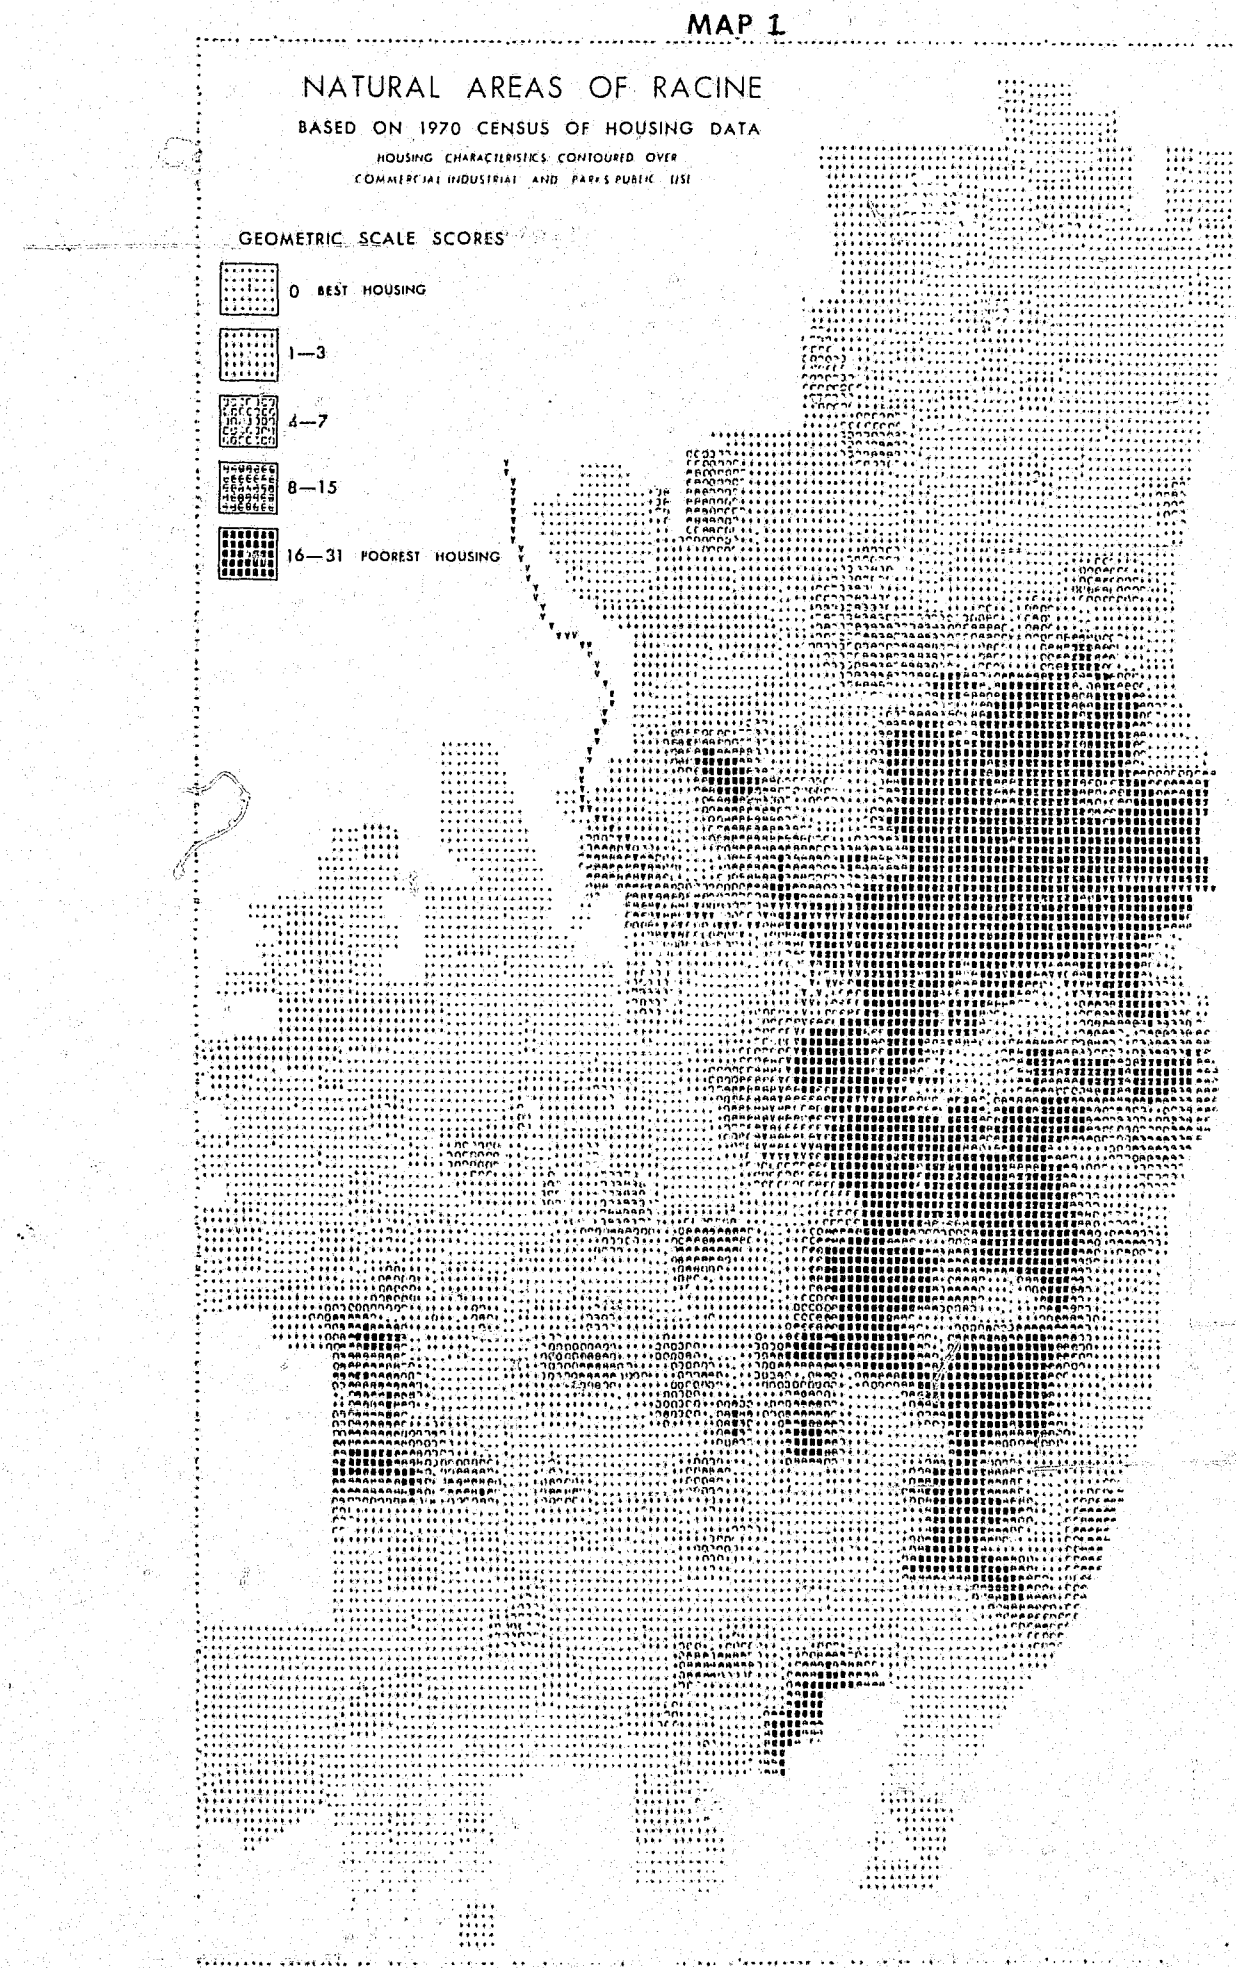 MAP 1
NATURAL AREAS OF RACINE
BASED ON 1970 CENSUS OF HOUSING DATA
HOUSING CHARACTERISTICS CONTOURED OVER
COMMERCIAL INDUSTRIAL AND PARKS PUBLIC USE
GEOMETRIC SCALE SCORES
0 BEST HOUSING
1—3
4—7
8—15
16—31 POOREST HOUSING